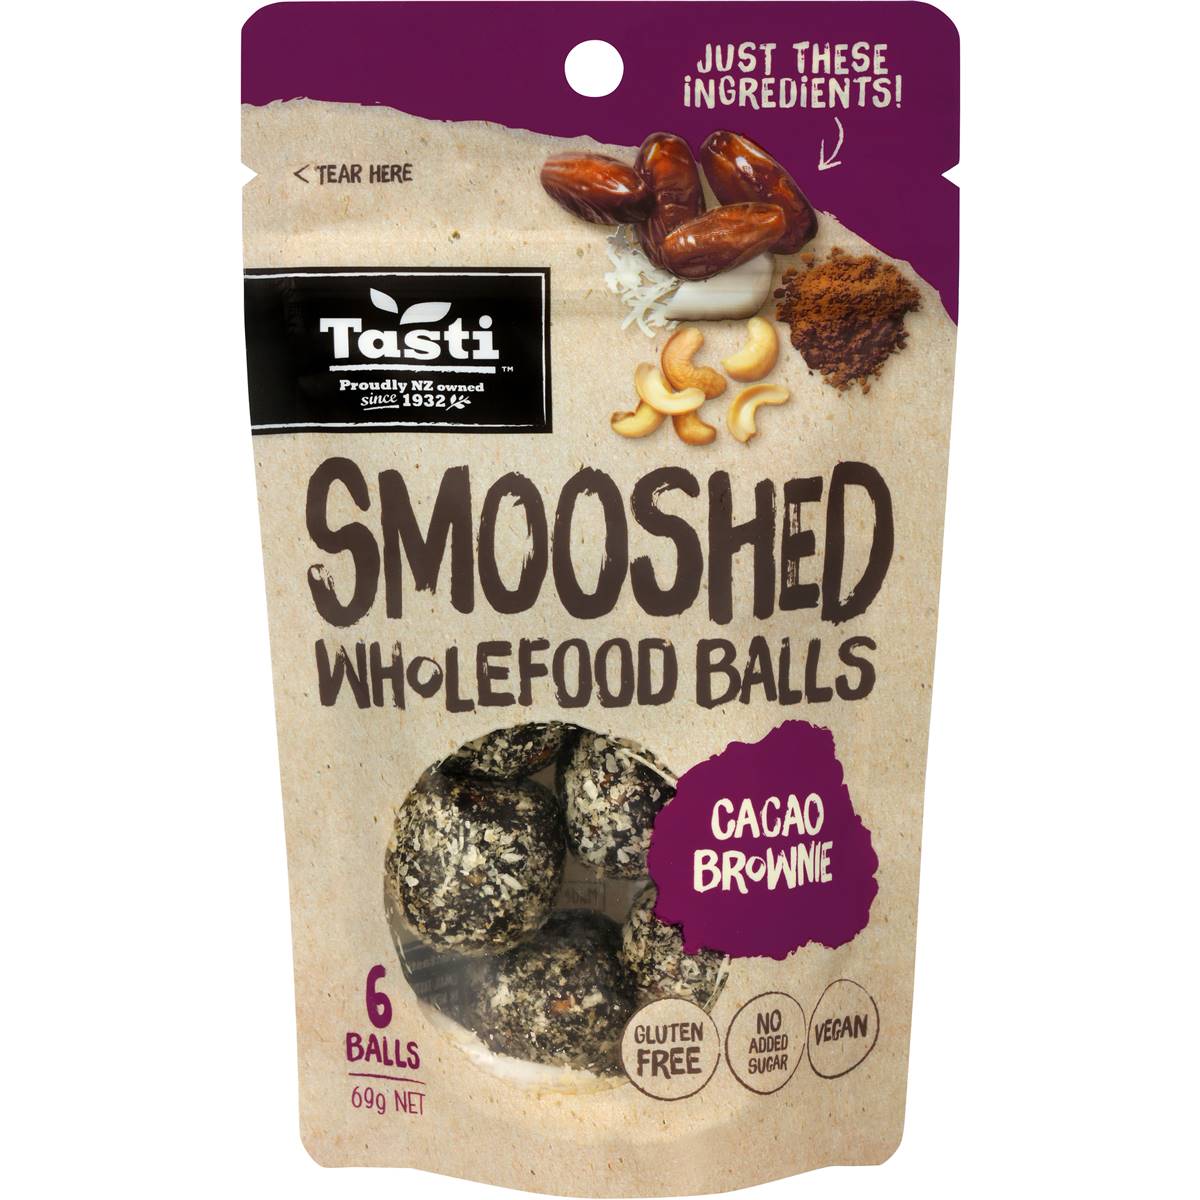 JUST THESE
INGREDIENTS!
< TEAR HERE
Tasti™
Proudly NZ owned
since 1932
SMOOSHED
WHOLEFOOD BALLS
CACAO
BROWNIE
6
BALLS
69g NET
GLUTEN
FREE
NO
ADDED
SUGAR
VEGAN